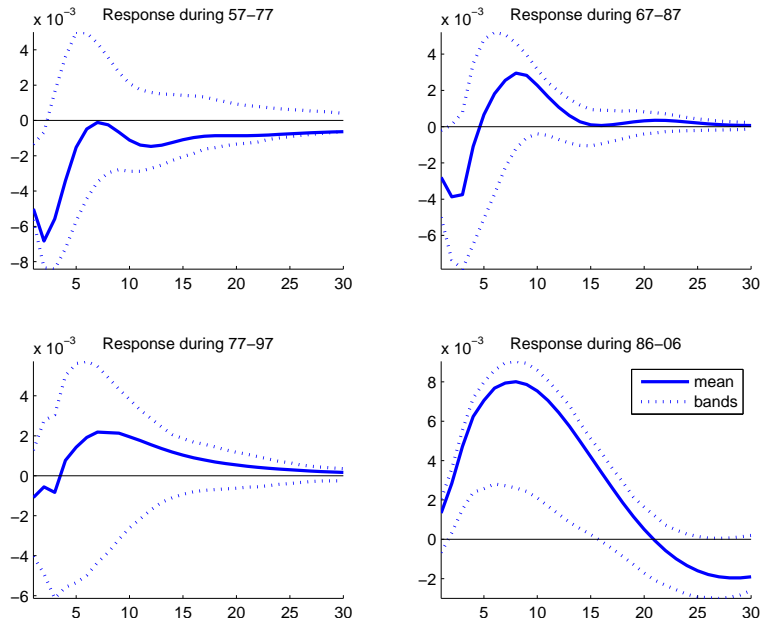 Response during 57−77
x 10−3
4
2
0
−2
−4
−6
−8
5 10 15 20 25 30
Response during 67−87
x 10−3
4
2
0
−2
−4
−6
5 10 15 20 25 30
Response during 77−97
x 10−3
4
2
0
−2
−4
−6
5 10 15 20 25 30
Response during 86−06
x 10−3
8
6
4
2
0
−2
5 10 15 20 25 30
mean
bands